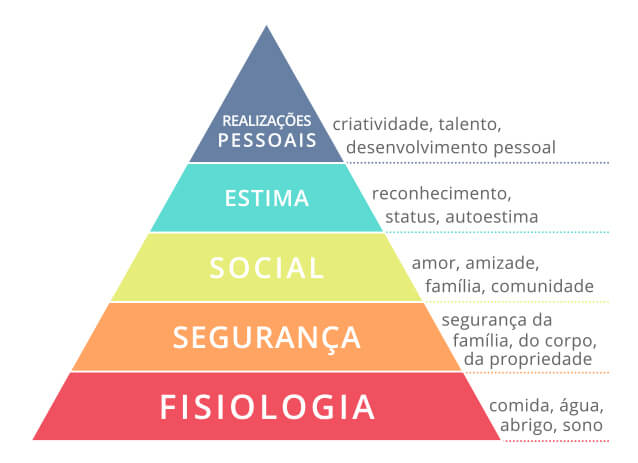 REALIZAÇÕES
PESSOAIS
criatividade, talento,
desenvolvimento pessoal
ESTIMA
reconhecimento,
status, autoestima
SOCIAL
amor, amizade,
família, comunidade
SEGURANÇA
segurança da
família, do corpo,
da propriedade
FISIOLOGIA
comida, água,
abrigo, sono